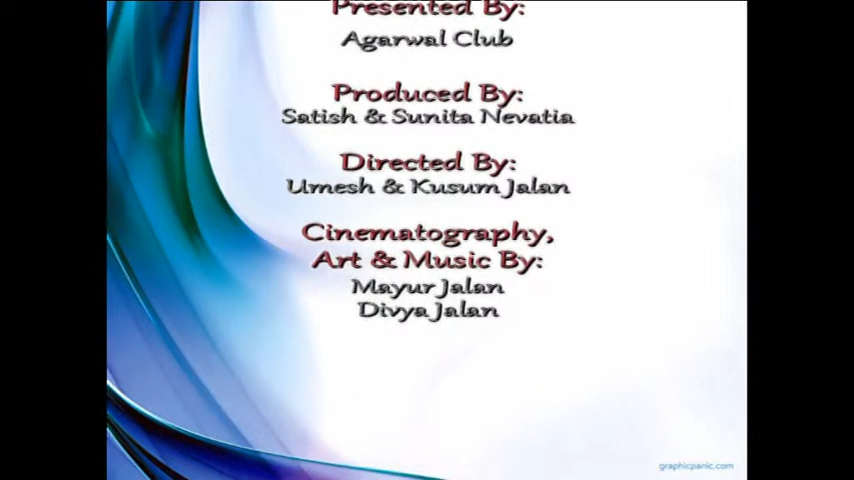 Presented By:
Agarwal Club
Produced By:
Satish & Sunita Nevatia
Directed By:
Umesh & Kusum Jalan
Cinematography,
Art & Music By:
Mayur Jalan
Divya Jalan
graphicpanic.com